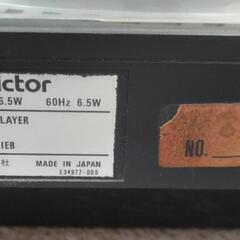 ictor
6.5W 60Hz 6.5W
LAYER
IEB
社 MADE IN JAPAN
E34977-005
NO.